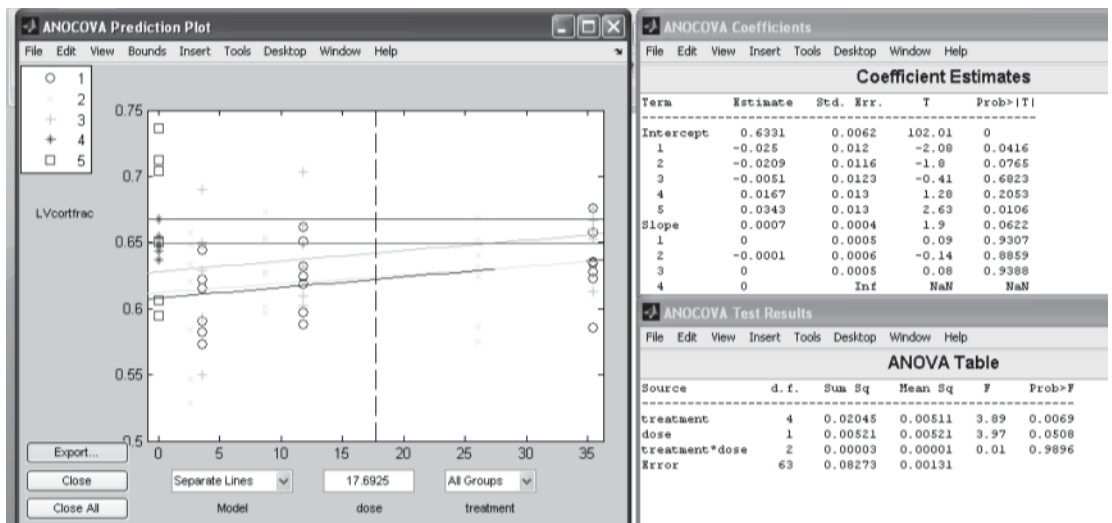 ANOCOVA Prediction Plot
File Edit View Bounds Insert Tools Desktop Window Help
1
2
3
4
5
0.75
0.7
0.65
0.6
0.55
0.5
LVcortfrac
0 5 10 15 20 25 30 35
Export...
Close
Close All
Separate Lines
17.6925
All Groups
Model
dose
treatment
ANOCOVA Coefficients
File Edit View Insert Tools Desktop Window Help
Coefficient Estimates
Term Estimate Std. Err. T Prob>|T|
Intercept 0.6331 0.0062 102.01 0
1 -0.025 0.012 -2.08 0.0416
2 -0.0209 0.0116 -1.8 0.0765
3 -0.0051 0.0123 -0.41 0.6823
4 0.0167 0.013 1.28 0.2053
5 0.0343 0.013 2.63 0.0106
Slope 0.0007 0.0004 1.9 0.0622
1 0 0.0005 0.09 0.9307
2 -0.0001 0.0006 -0.14 0.8859
3 0 0.0005 0.08 0.9388
4 0 Inf NaN NaN
ANOCOVA Test Results
File Edit View Insert Tools Desktop Window Help
ANOVA Table
Source d.f. Sum Sq Mean Sq F Prob>F
treatment 4 0.02045 0.00511 3.89 0.0069
dose 1 0.00521 0.00521 3.97 0.0508
treatment*dose 2 0.00003 0.00001 0.01 0.9896
Error 63 0.08273 0.00131